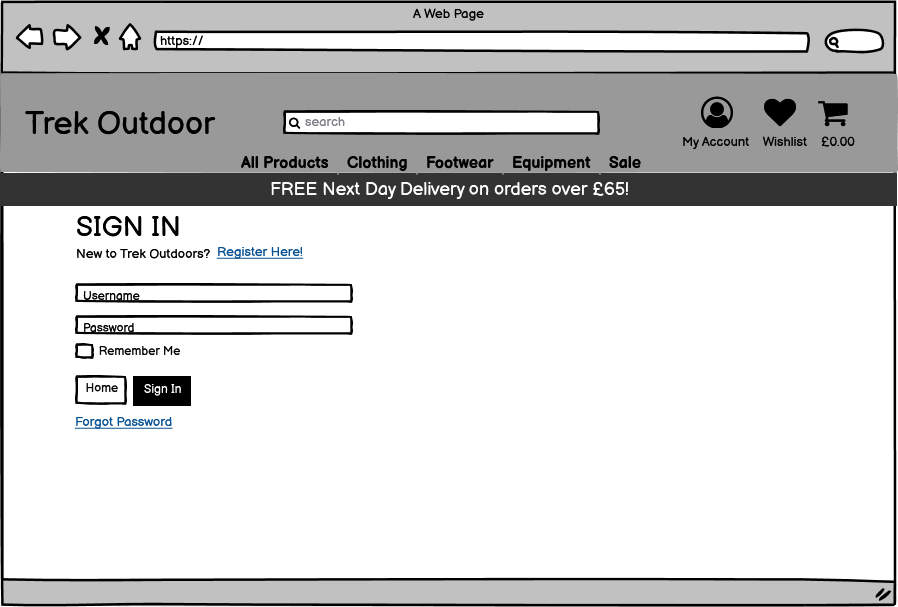 A Web Page
https://
Trek Outdoor
search
My Account Wishlist £0.00
All Products Clothing Footwear Equipment Sale
FREE Next Day Delivery on orders over £65!
SIGN IN
New to Trek Outdoors? Register Here!
Username
Password
Remember Me
Home Sign In
Forgot Password